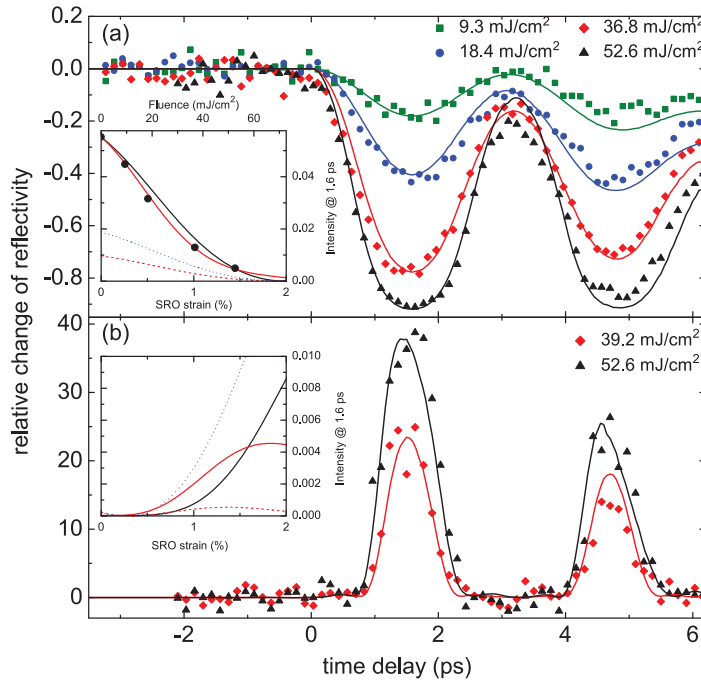 (a)
9.3 mJ/cm²
36.8 mJ/cm²
18.4 mJ/cm²
52.6 mJ/cm²
0.2
0.0
-0.2
-0.4
-0.6
-0.8
Fluence (mJ/cm²)
0 20 40 60
0.04
0.02
0.00
Intensity @ 1.6 ps
0 1 2
SRO strain (%)
relative change of reflectivity
(b)
39.2 mJ/cm²
52.6 mJ/cm²
40
30
20
10
0
0.010
0.008
0.006
0.004
0.002
0.000
Intensity @ 1.6 ps
0 1 2
SRO strain (%)
-2 0 2 4 6
time delay (ps)